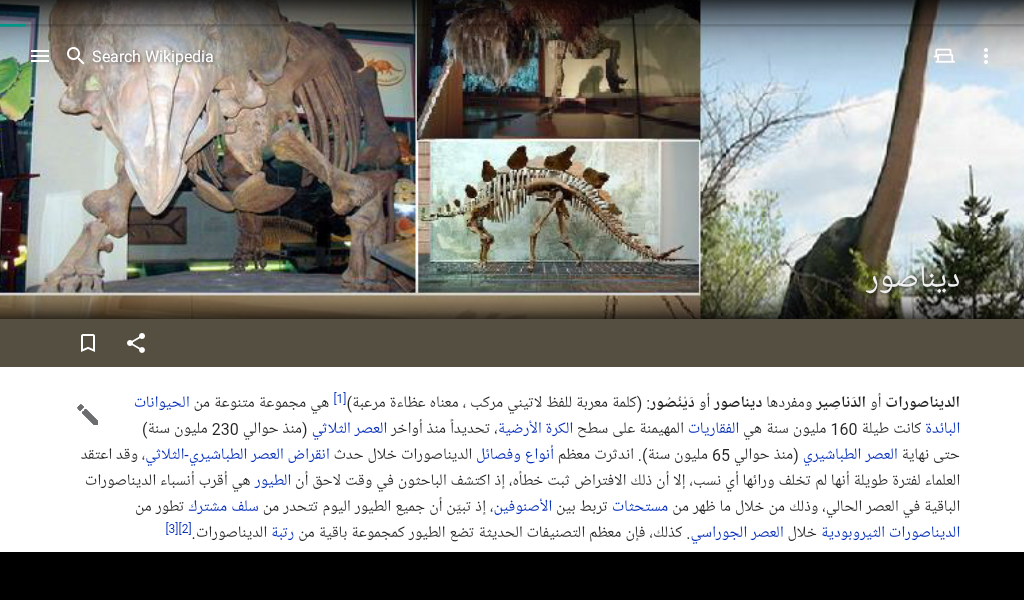 Search Wikipedia
ديناصور
الديناصورات أو الدَناصِير ومفردها ديناصور أو دَيْنُصُور: (كلمة معربة للفظ لاتيني مركب ، معناه عظاءة مرعبة)[1] هي مجموعة متنوعة من الحيوانات
البائدة كانت طيلة 160 مليون سنة هي الفقاريات المهيمنة على سطح الكرة الأرضية، تحديداً منذ أواخر العصر الثلاثي (منذ حوالي 230 مليون سنة)
حتى نهاية العصر الطباشيري (منذ حوالي 65 مليون سنة). اندثرت معظم أنواع وفصائل الديناصورات خلال حدث انقراض العصر الطباشيري-الثلاثي، وقد اعتقد
العلماء لفترة طويلة أنها لم تخلف ورائها أي نسب، إلا أن ذلك الافتراض ثبت خطأه، إذ اكتشف الباحثون في وقت لاحق أن الطيور هي أقرب أنسباء الديناصورات
الباقية في العصر الحالي، وذلك من خلال ما ظهر من مستحثات تربط بين الأصنوفين، إذ تبيّن أن جميع الطيور اليوم تتحدر من سلف مشترك تطور من
الديناصورات الثيروبودية خلال العصر الجوراسي. كذلك، فإن معظم التصنيفات الحديثة تضع الطيور كمجموعة باقية من رتبة الديناصورات.[2][3]